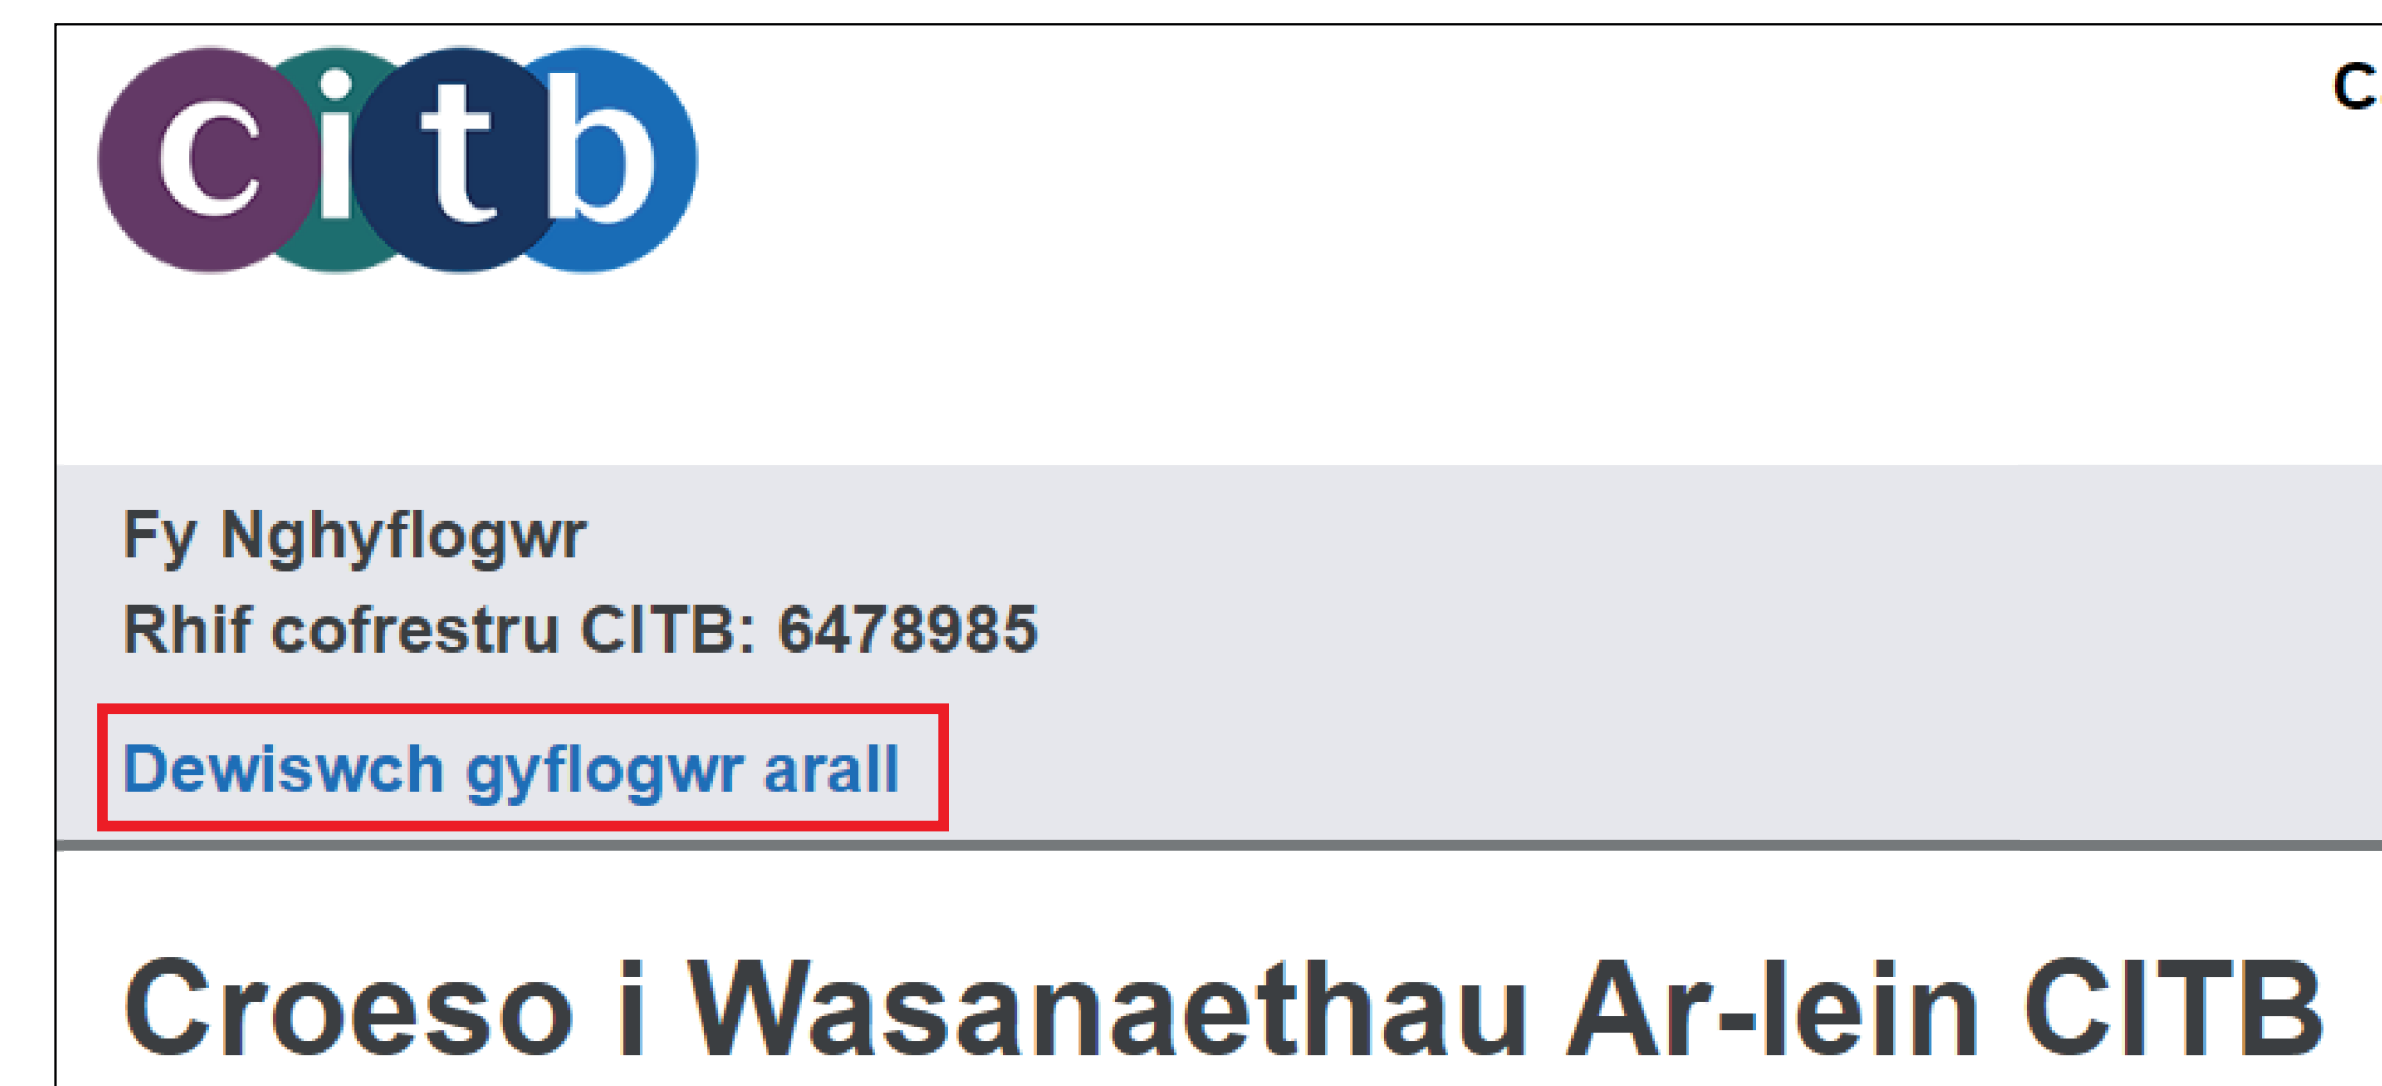 citb
Fy Nghyflogwr
Rhif cofrestru CITB: 6478985
Dewiswch gyflogwr arall
Croeso i Wasanaethau Ar-lein CITB